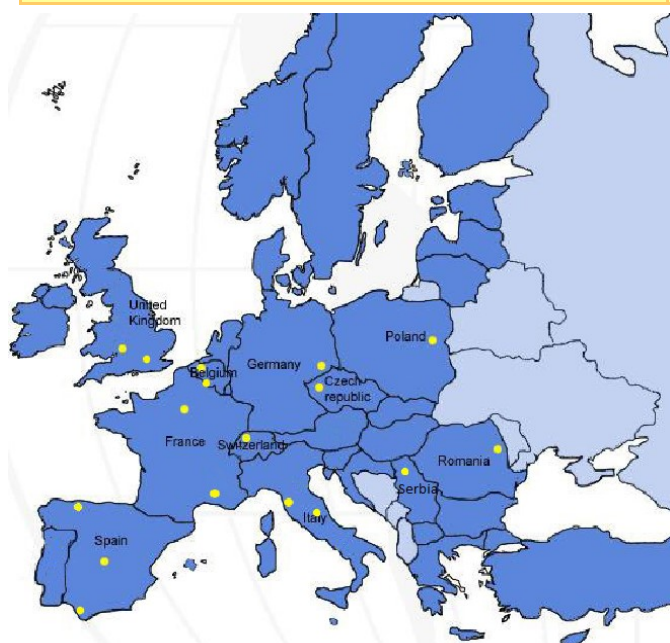 United
Kingdom
Poland
Belgium
Germany
Czech
republic
France
Switzerland
Romania
Serbia
Italy
Spain